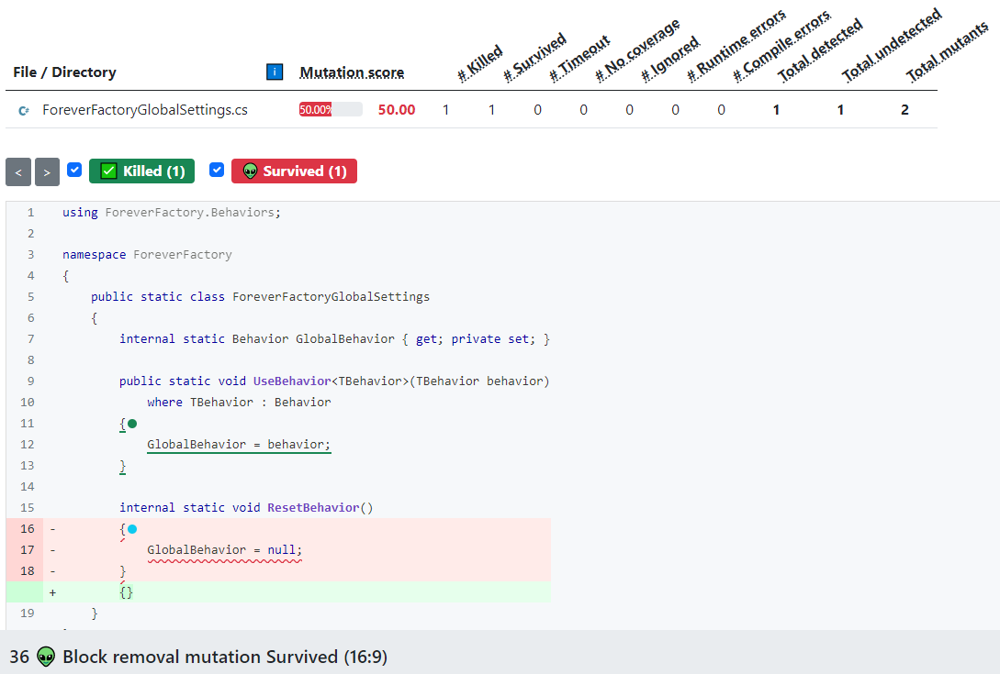 File / Directory i Mutation score # Killed # Survived # Timeout # No coverage # Ignored # Runtime errors # Compile errors Total detected Total undetected Total mutants
C# ForeverFactoryGlobalSettings.cs 50.00% 50.00 1 1 0 0 0 0 0 1 1 2
< > Killed (1) Survived (1)
1 using ForeverFactory.Behaviors;
2
3 namespace ForeverFactory
4 {
5 public static class ForeverFactoryGlobalSettings
6 {
7 internal static Behavior GlobalBehavior { get; private set; }
8
9 public static void UseBehavior<TBehavior>(TBehavior behavior)
10 where TBehavior : Behavior
11 {
12 GlobalBehavior = behavior;
13 }
14
15 internal static void ResetBehavior()
16 - {
17 - GlobalBehavior = null;
18 - }
+ {}
19 }
36 Block removal mutation Survived (16:9)